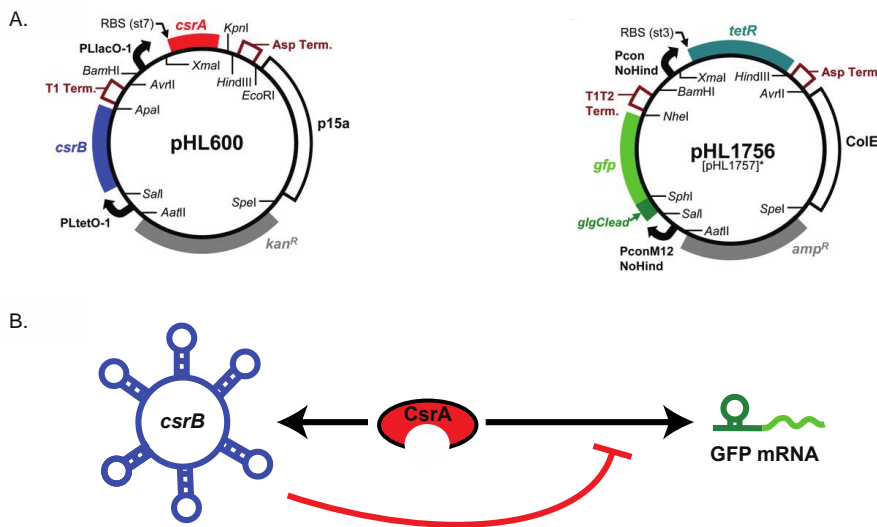 A.
RBS (st7)
csrA
KpnI
PLlacO-1
Asp Term.
BamHI
XmaI
AvrII
HindIII
T1 Term.
EcoRI
ApaI
p15a
csrB
pHL600
SalI
SpeI
PLtetO-1
AatII
kanR
RBS (st3)
tetR
Pcon
NoHind
XmaI
HindIII
Asp Term
BamHI
AvrII
T1T2
Term.
NheI
ColE
gfp
pHL1756
[pHL1757]*
SphI
SalI
SpeI
glgClead
AatII
PconM12
NoHind
ampR
B.
csrB
CsrA
GFP mRNA